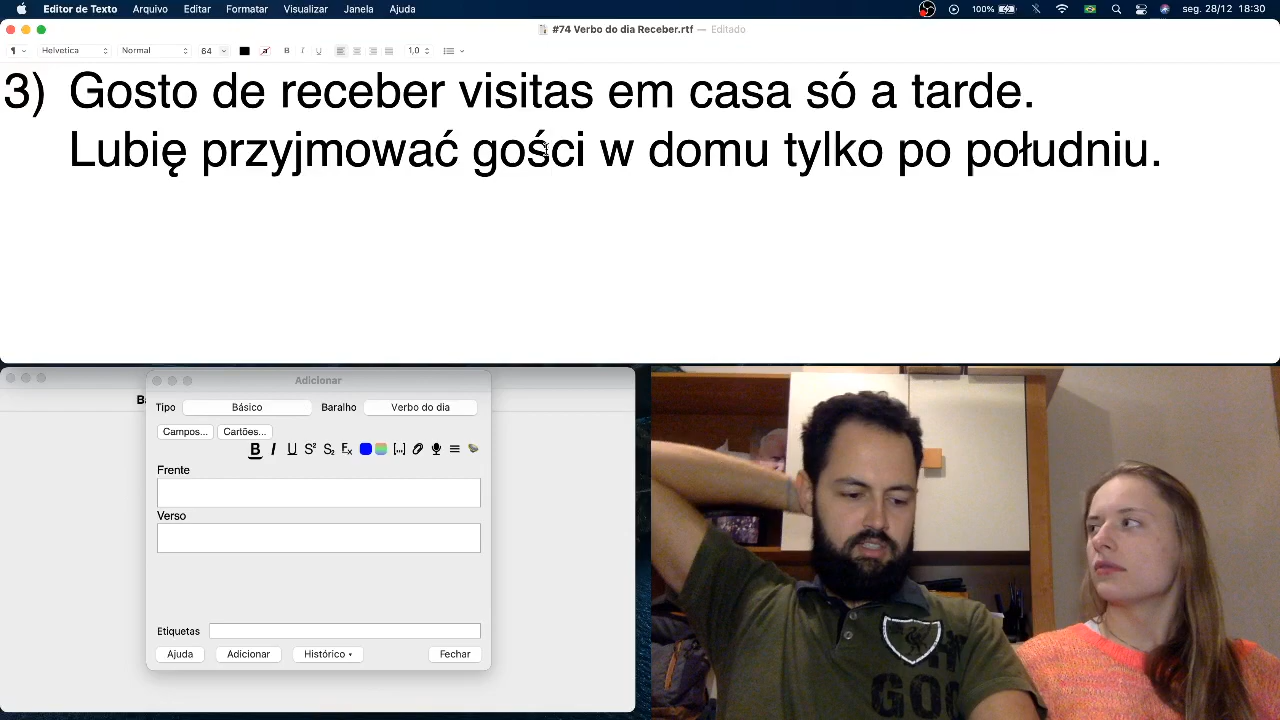 Editor de Texto Arquivo Editar Formatar Visualizar Janela Ajuda 100% seg. 28/12 18:30
#74 Verbo do dia Receber.rtf — Editado
¶ Helvetica Normal 64 B I U 1,0
3) Gosto de receber visitas em casa só a tarde.
Lubię przyjmować gości w domu tylko po południu.
Adicionar
Tipo Básico Baralho Verbo do dia
Campos... Cartões...
B I U S² S₂ Eₓ [...]
Frente
Verso
Etiquetas
Ajuda Adicionar Histórico ▾ Fechar